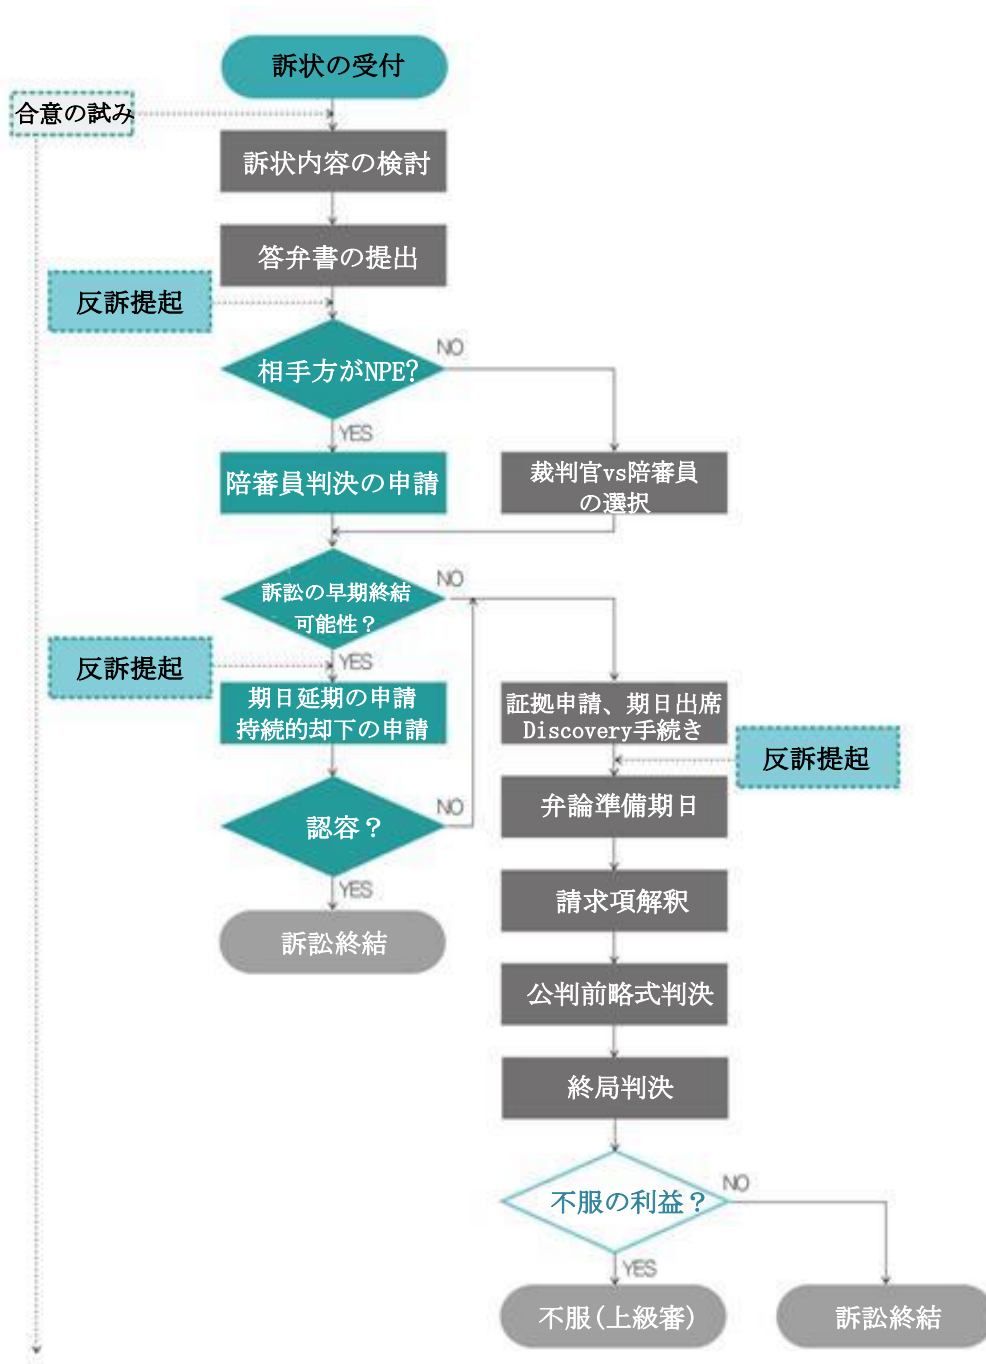 訴状の受付
合意の試み
訴状内容の検討
答弁書の提出
反訴提起
相手方がNPE?
NO
YES
陪審員判決の申請
裁判官vs陪審員
の選択
訴訟の早期終結
可能性？
NO
YES
反訴提起
期日延期の申請
持続的却下の申請
証拠申請、期日出席
Discovery手続き
反訴提起
認容？
NO
YES
弁論準備期日
請求項解釈
訴訟終結
公判前略式判決
終局判決
不服の利益？
NO
YES
不服(上級審)
訴訟終結